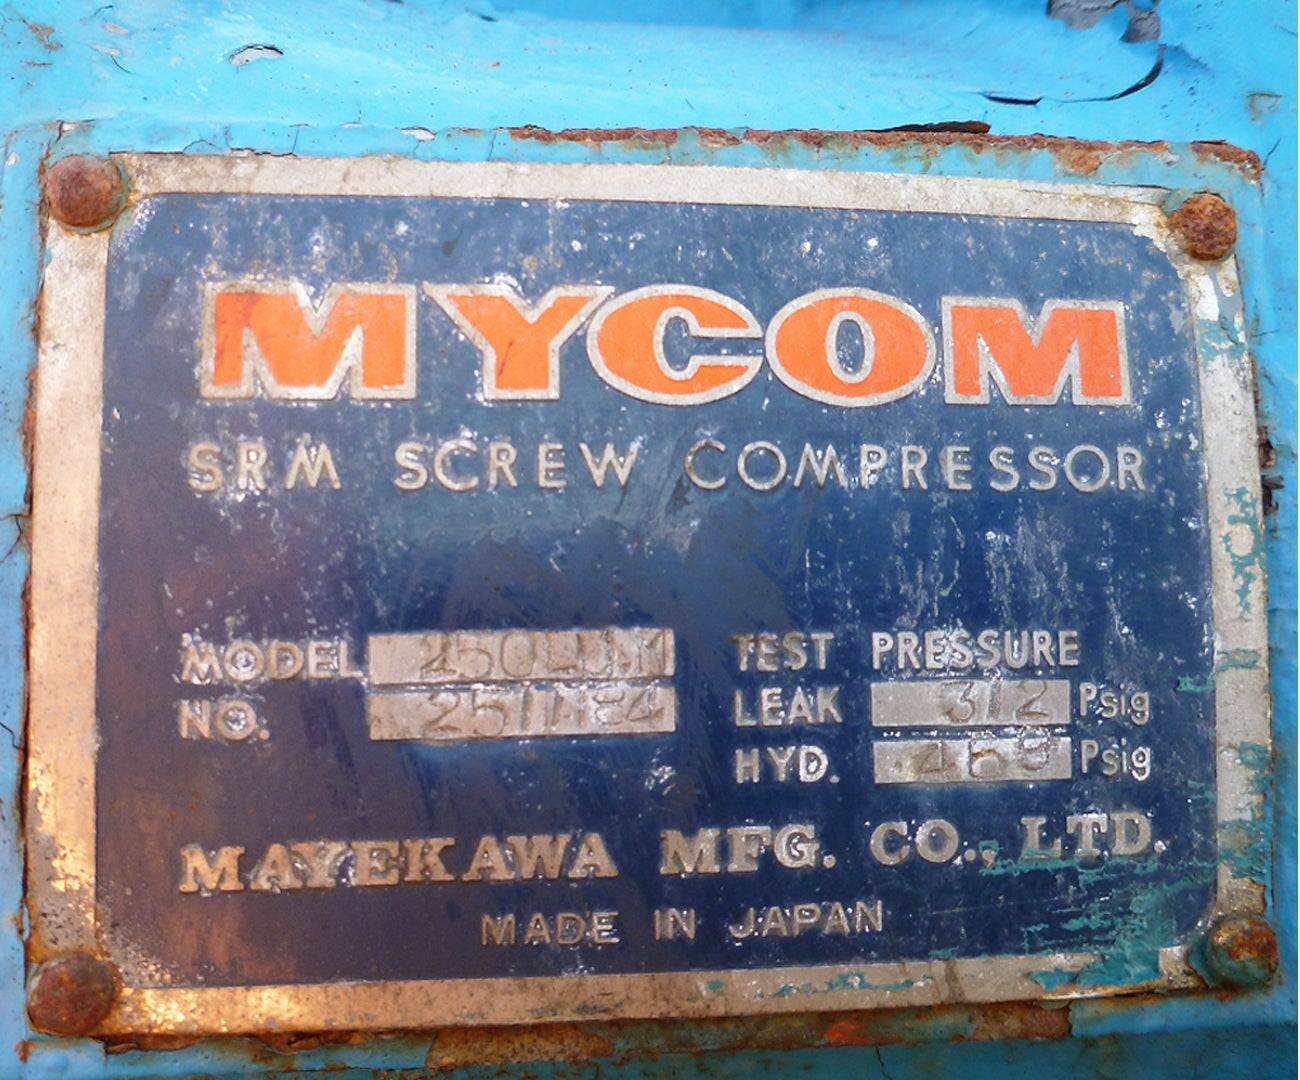 MYCOM
SRM SCREW COMPRESSOR
MODEL
NO.
TEST PRESSURE
LEAK 312 Psig
HYD. Psig
MAYEKAWA MFG. CO., LTD.
MADE IN JAPAN